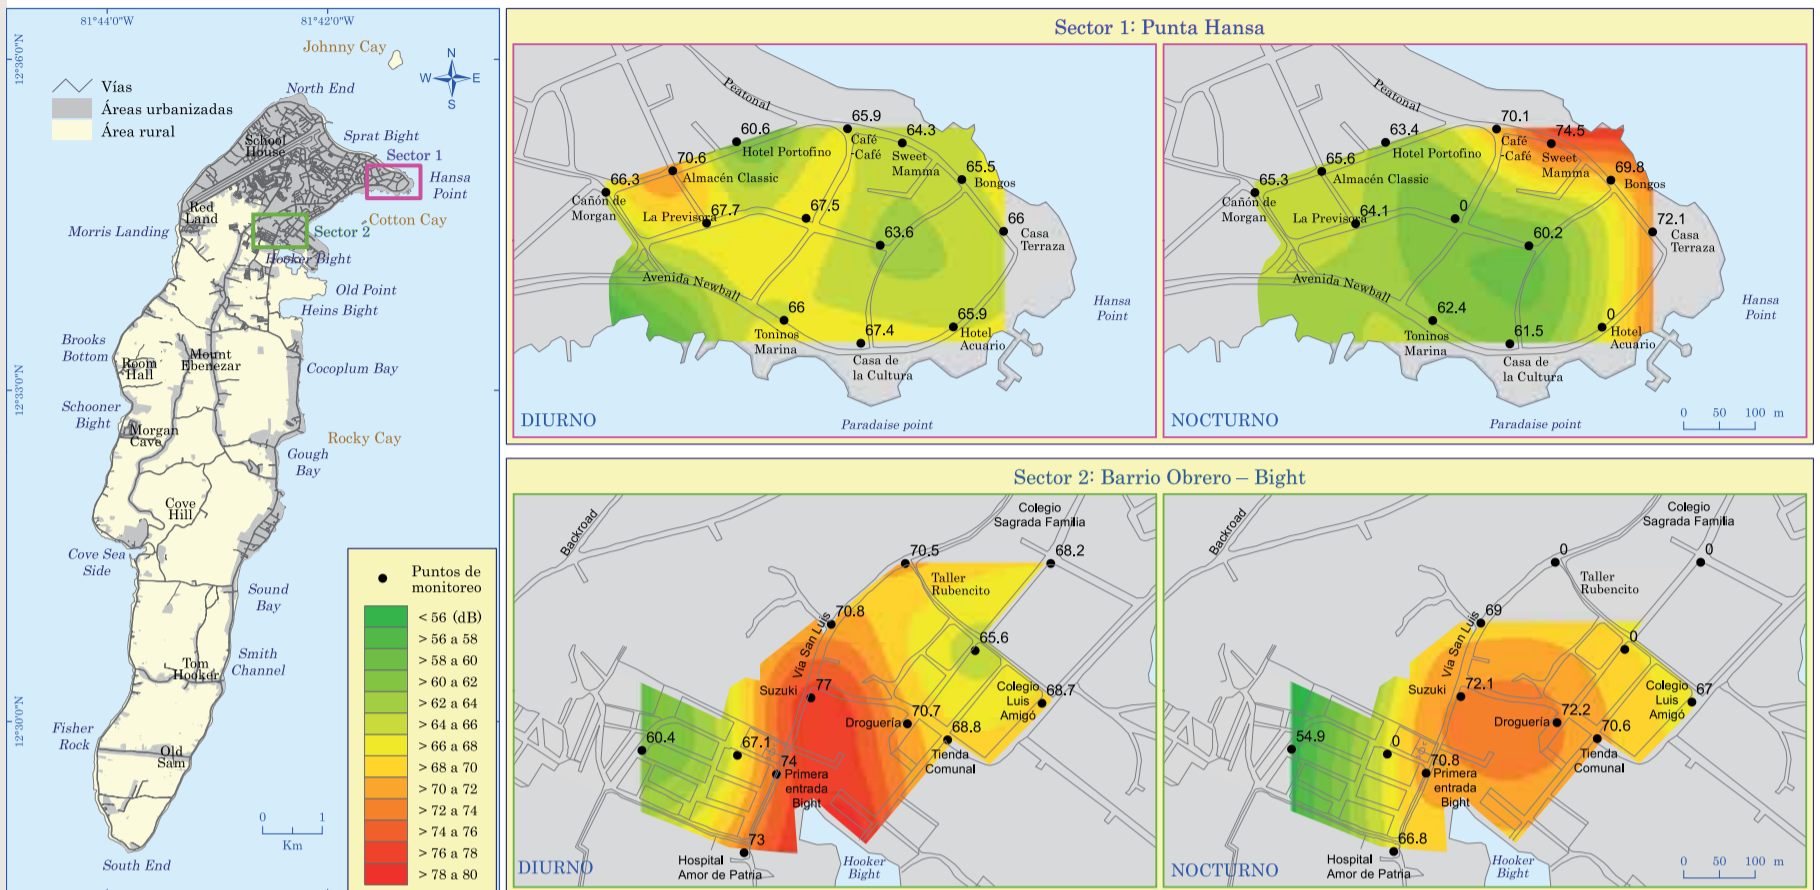 81°44'0"W
81°42'0"W
12°36'0"N
12°33'0"N
12°30'0"N
Johnny Cay
N
W
E
S
Vías
Áreas urbanizadas
Área rural
North End
School
House
Sprat Bight
Sector 1
Hansa
Point
Red
Land
Cotton Cay
Morris Landing
Sector 2
Hooker Bight
Old Point
Heins Bight
Brooks
Bottom
Room
Hall
Mount
Ebenezar
Cocoplum Bay
Schooner
Bight
Morgan
Cave
Rocky Cay
Gough
Bay
Cove
Hill
Cove Sea
Side
Sound
Bay
Smith
Channel
Tom
Hooker
Fisher
Rock
Old
Sam
0 1
Km
South End
Puntos de
monitoreo
< 56 (dB)
> 56 a 58
> 58 a 60
> 60 a 62
> 62 a 64
> 64 a 66
> 66 a 68
> 68 a 70
> 70 a 72
> 72 a 74
> 74 a 76
> 76 a 78
> 78 a 80
Sector 1: Punta Hansa
Peatonal
65.9
60.6
64.3
Café
-Café
Hotel Portofino
Sweet
Mamma
70.6
Almacén Classic
65.5
Bongos
66.3
Cañón de
Morgan
La Previsora
67.7
67.5
66
Casa
Terraza
63.6
Avenida Newball
66
Toninos
Marina
67.4
Casa de
la Cultura
65.9
Hotel
Acuario
Hansa
Point
DIURNO
Paradaise point
Peatonal
70.1
63.4
74.5
Café
-Café
Hotel Portofino
Sweet
Mamma
65.6
Almacén Classic
69.8
Bongos
65.3
Cañón de
Morgan
La Previsora
64.1
0
72.1
Casa
Terraza
60.2
Avenida Newball
62.4
Toninos
Marina
61.5
Casa de
la Cultura
0
Hotel
Acuario
Hansa
Point
NOCTURNO
Paradaise point
0 50 100 m
Sector 2: Barrio Obrero – Bight
Backroad
Colegio
Sagrada Familia
70.5
68.2
Taller
Rubencito
70.8
Vía San Luis
65.6
Suzuki
77
Colegio
Luis
Amigó
68.7
Droguería
70.7
68.8
Tienda
Comunal
60.4
67.1
74
Primera
entrada
Bight
73
Hospital
Amor de Patria
Hooker
Bight
DIURNO
Backroad
Colegio
Sagrada Familia
0
0
Taller
Rubencito
69
Vía San Luis
0
Suzuki
72.1
Colegio
Luis
Amigó
67
Droguería
72.2
70.6
Tienda
Comunal
54.9
0
70.8
Primera
entrada
Bight
66.8
Hospital
Amor de Patria
Hooker
Bight
NOCTURNO
0 50 100 m